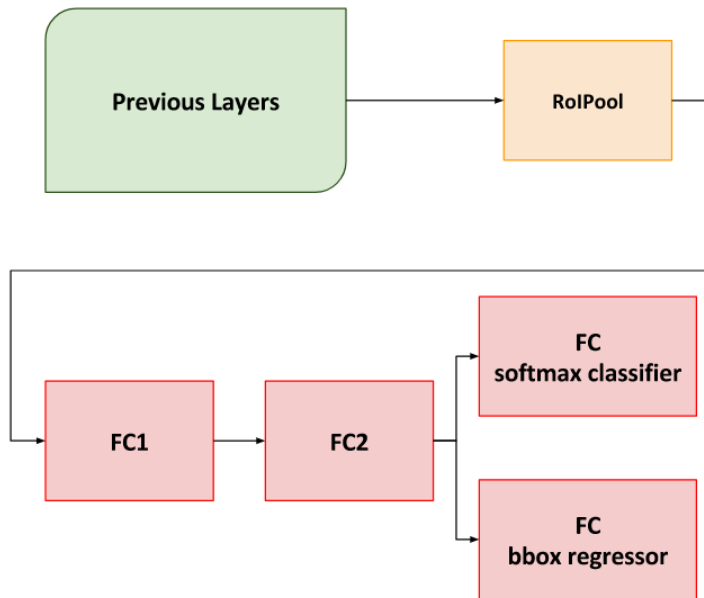 Previous Layers
RoIPool
FC
softmax classifier
FC1
FC2
FC
bbox regressor